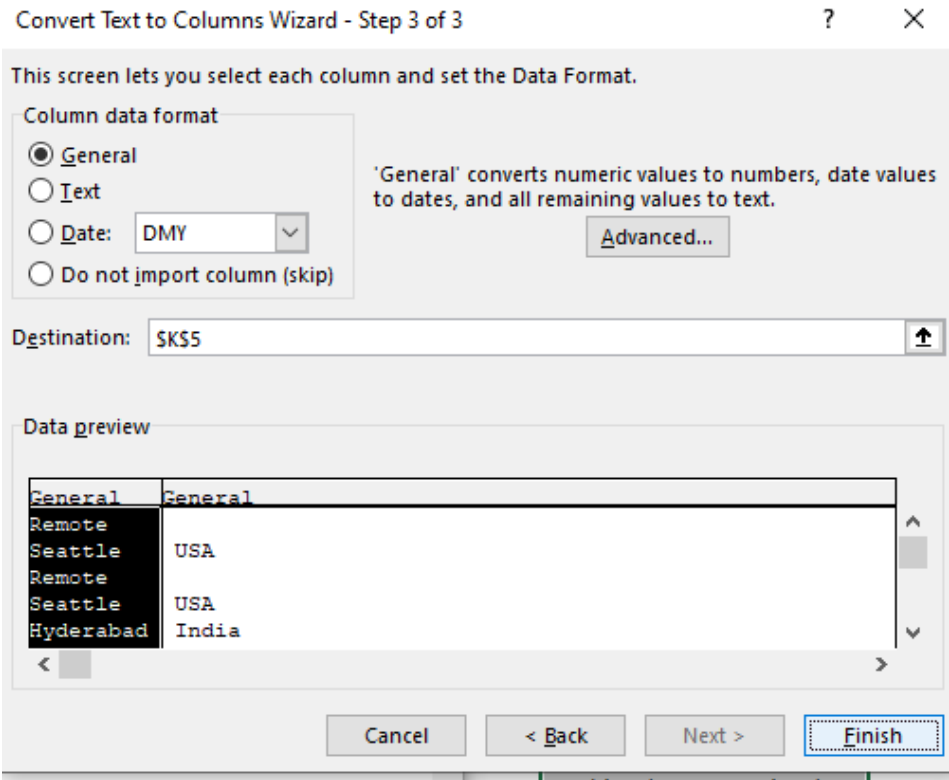 Convert Text to Columns Wizard - Step 3 of 3 ? ×
This screen lets you select each column and set the Data Format.
Column data format
General
Text
Date: DMY
Do not import column (skip)
'General' converts numeric values to numbers, date values
to dates, and all remaining values to text.
Advanced...
Destination: $K$5
Data preview
General General
Remote
Seattle USA
Remote
Seattle USA
Hyderabad India
Cancel < Back Next > Finish